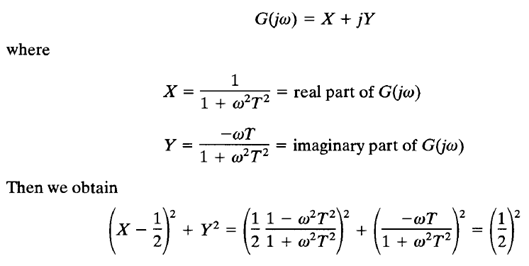 G(jω) = X + jY
where
X = 1 / (1 + ω²T²) = real part of G(jω)
Y = −ωT / (1 + ω²T²) = imaginary part of G(jω)
Then we obtain
(X − 1/2)² + Y² = (1/2 (1 − ω²T²)/(1 + ω²T²))² + (−ωT/(1 + ω²T²))² = (1/2)²